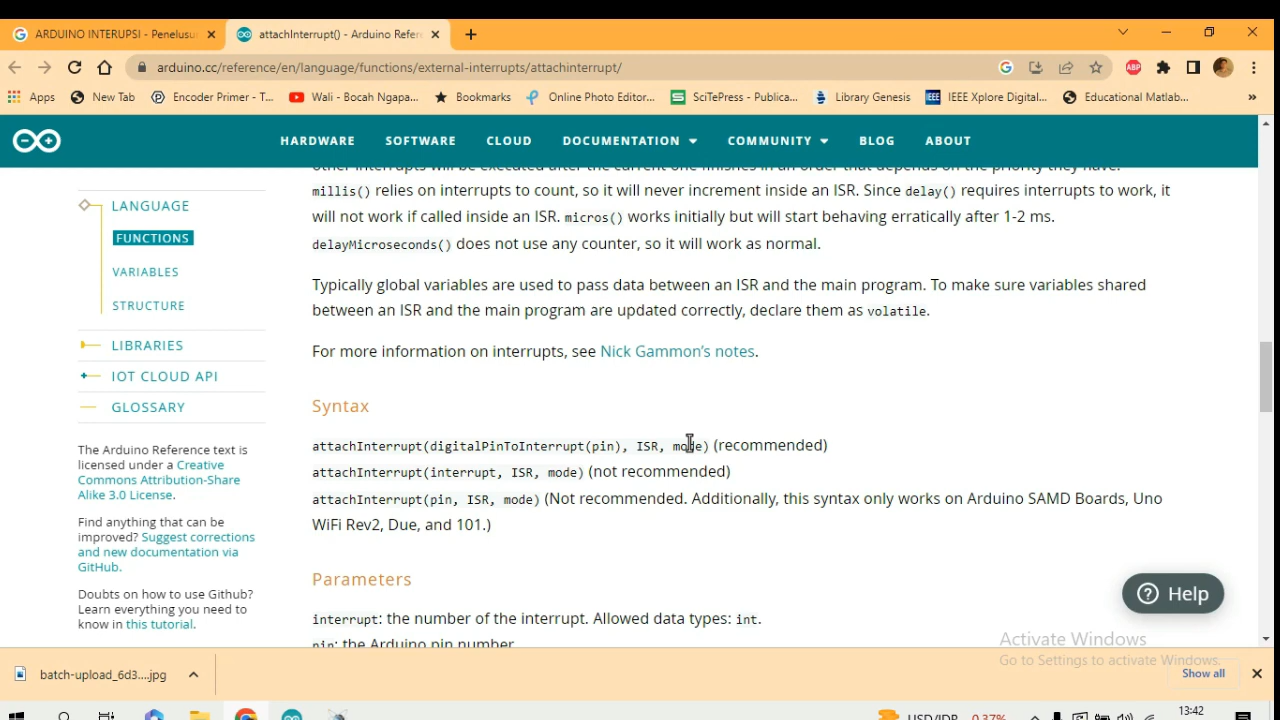 ARDUINO INTERUPSI - Penelusu
attachInterrupt() - Arduino Refere
arduino.cc/reference/en/language/functions/external-interrupts/attachinterrupt/
ABP
Apps
New Tab
Encoder Primer - T...
Wali - Bocah Ngapa...
Bookmarks
Online Photo Editor...
SciTePress - Publica...
Library Genesis
IEEE Xplore Digital...
Educational Matlab...
HARDWARE SOFTWARE CLOUD DOCUMENTATION COMMUNITY BLOG ABOUT
LANGUAGE
FUNCTIONS
VARIABLES
STRUCTURE
LIBRARIES
IOT CLOUD API
GLOSSARY
The Arduino Reference text is
licensed under a Creative
Commons Attribution-Share
Alike 3.0 License.
Find anything that can be
improved? Suggest corrections
and new documentation via
GitHub.
Doubts on how to use Github?
Learn everything you need to
know in this tutorial.
other interrupts will be executed after the current one finishes in an order that depends on the priority they have.
millis() relies on interrupts to count, so it will never increment inside an ISR. Since delay() requires interrupts to work, it
will not work if called inside an ISR. micros() works initially but will start behaving erratically after 1-2 ms.
delayMicroseconds() does not use any counter, so it will work as normal.
Typically global variables are used to pass data between an ISR and the main program. To make sure variables shared
between an ISR and the main program are updated correctly, declare them as volatile.
For more information on interrupts, see Nick Gammon's notes.
Syntax
attachInterrupt(digitalPinToInterrupt(pin), ISR, mode) (recommended)
attachInterrupt(interrupt, ISR, mode) (not recommended)
attachInterrupt(pin, ISR, mode) (Not recommended. Additionally, this syntax only works on Arduino SAMD Boards, Uno
WiFi Rev2, Due, and 101.)
Parameters
interrupt: the number of the interrupt. Allowed data types: int.
pin: the Arduino pin number.
Help
Activate Windows
Go to Settings to activate Windows.
batch-upload_6d3....jpg
Show all
USD/IDR -0.37%
13:42